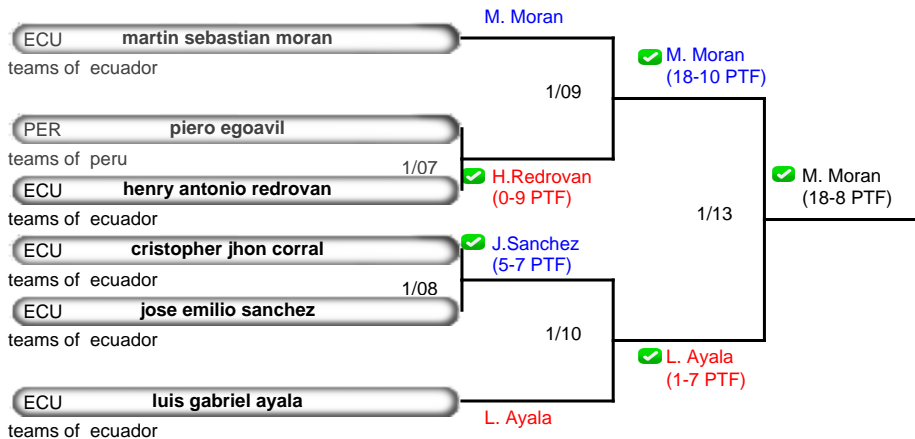 M. Moran
ECU martin sebastian moran
teams of ecuador
M. Moran
(18-10 PTF)
1/09
PER piero egoavil
teams of peru
1/07
H.Redrovan
(0-9 PTF)
ECU henry antonio redrovan
teams of ecuador
M. Moran
(18-8 PTF)
1/13
ECU cristopher jhon corral
teams of ecuador
J.Sanchez
(5-7 PTF)
1/08
ECU jose emilio sanchez
teams of ecuador
1/10
L. Ayala
(1-7 PTF)
ECU luis gabriel ayala
teams of ecuador
L. Ayala